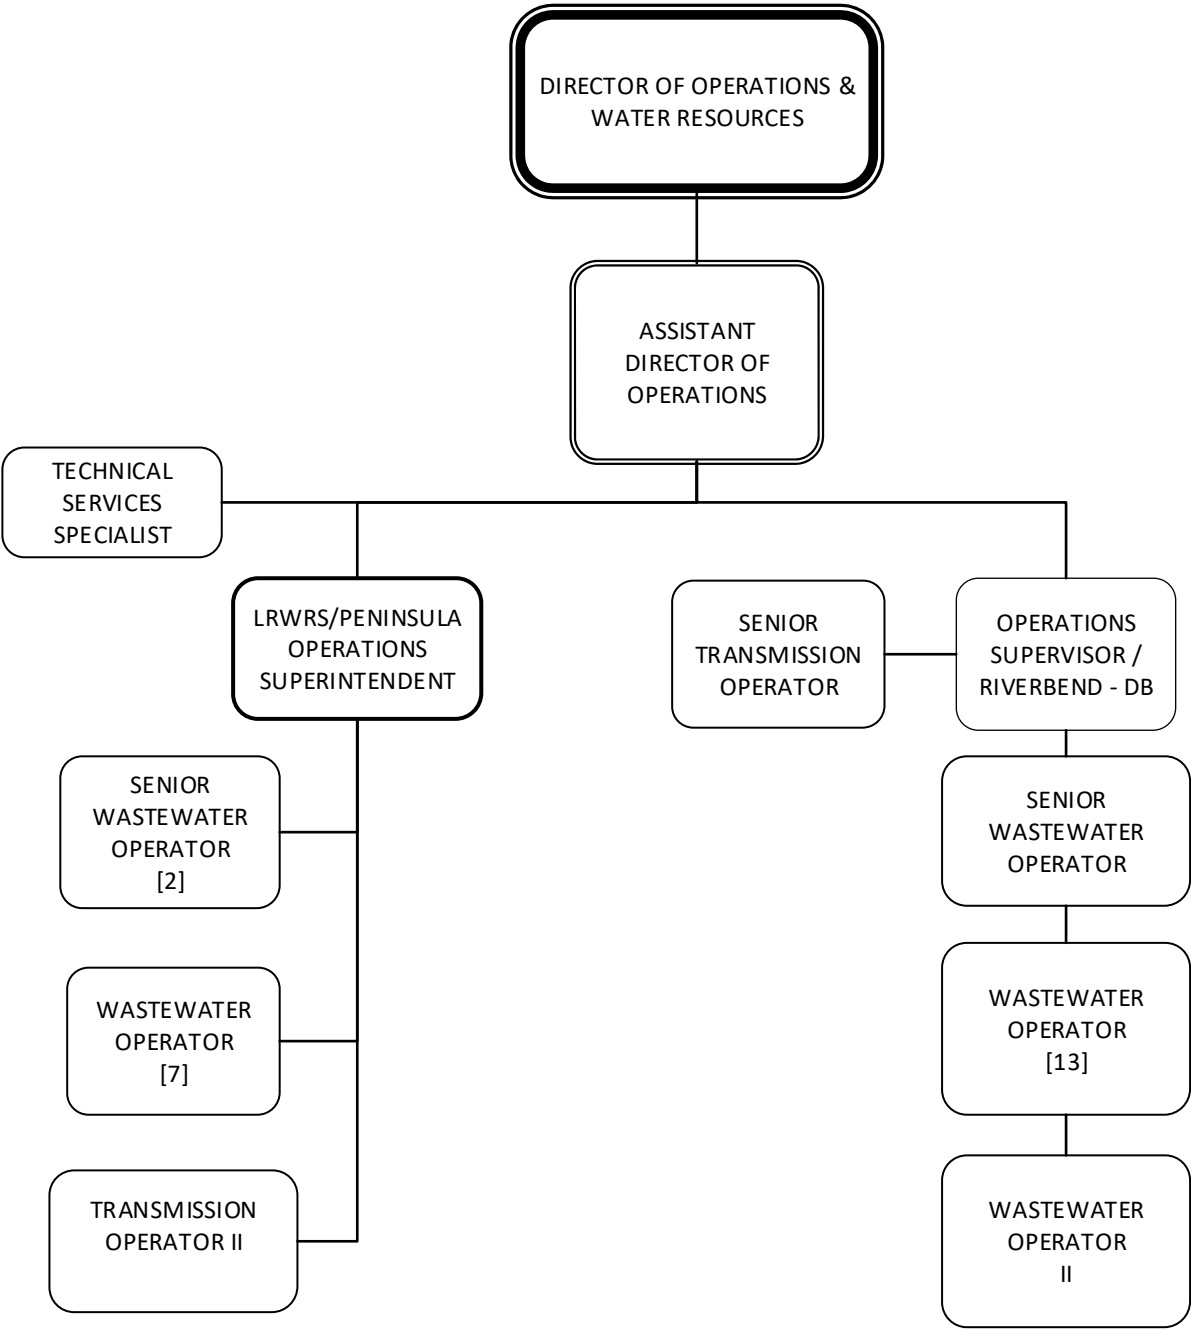 DIRECTOR OF OPERATIONS &
WATER RESOURCES
ASSISTANT
DIRECTOR OF
OPERATIONS
TECHNICAL
SERVICES
SPECIALIST
LRWRS/PENINSULA
OPERATIONS
SUPERINTENDENT
SENIOR
TRANSMISSION
OPERATOR
OPERATIONS
SUPERVISOR /
RIVERBEND - DB
SENIOR
WASTEWATER
OPERATOR
[2]
SENIOR
WASTEWATER
OPERATOR
WASTEWATER
OPERATOR
[7]
WASTEWATER
OPERATOR
[13]
TRANSMISSION
OPERATOR II
WASTEWATER
OPERATOR
II